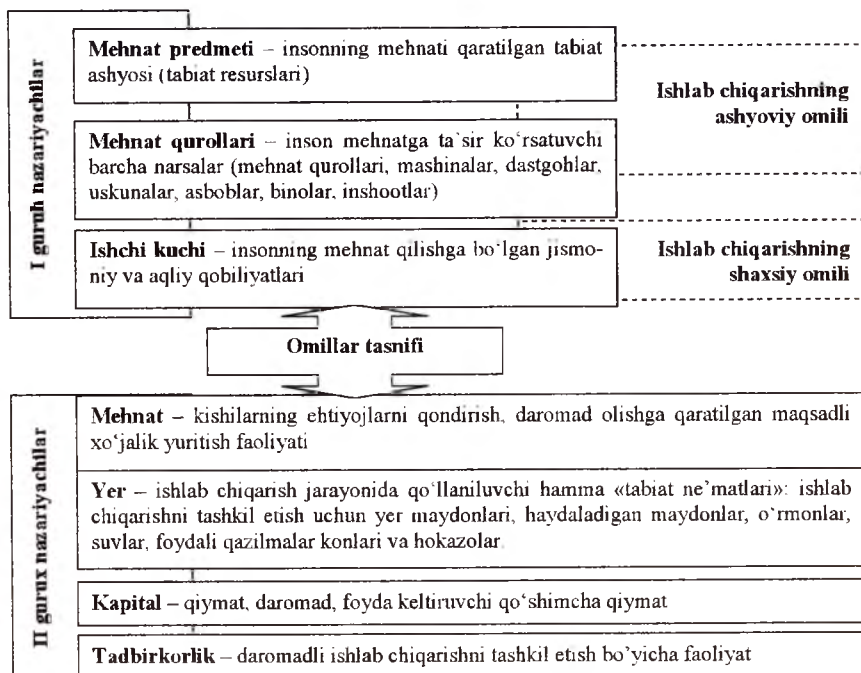 I guruh nazariyachilar
Mehnat predmeti – insonning mehnati qaratilgan tabiat
ashyosi (tabiat resurslari)
Ishlab chiqarishning
ashyoviy omili
Mehnat qurollari – inson mehnatga ta`sir ko‘rsatuvchi
barcha narsalar (mehnat qurollari, mashinalar, dastgohlar,
uskunalar, asboblar, binolar, inshootlar)
Ishchi kuchi – insonning mehnat qilishga bo‘lgan jismo-
niy va aqliy qobiliyatlari
Ishlab chiqarishning
shaxsiy omili
Omillar tasnifi
II gurux nazariyachilar
Mehnat – kishilarning ehtiyojlarni qondirish, daromad olishga qaratilgan maqsadli
xo‘jalik yuritish faoliyati
Yer – ishlab chiqarish jarayonida qo‘llaniluvchi hamma «tabiat ne’matlari»: ishlab
chiqarishni tashkil etish uchun yer maydonlari, haydaladigan maydonlar, o‘rmonlar,
suvlar, foydali qazilmalar konlari va hokazolar
Kapital – qiymat, daromad, foyda keltiruvchi qo‘shimcha qiymat
Tadbirkorlik – daromadli ishlab chiqarishni tashkil etish bo’yicha faoliyat